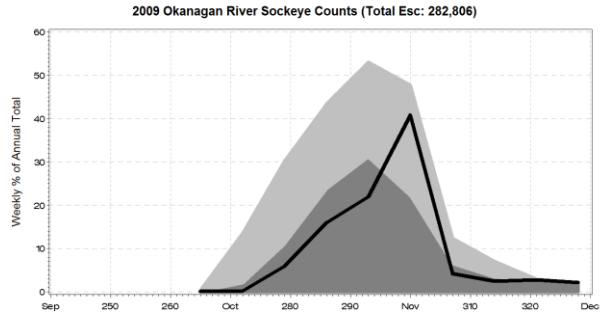 2009 Okanagan River Sockeye Counts (Total Esc: 282,806)
Weekly % of Annual Total
60
50
40
30
20
10
0
Sep 250 260 Oct 280 290 Nov 310 320 Dec